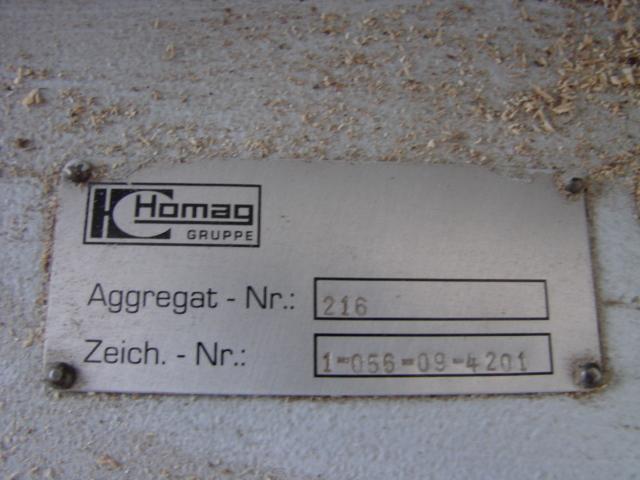 Homag
GRUPPE
Aggregat - Nr.: 216
Zeich. - Nr.: 1-056-09-4201